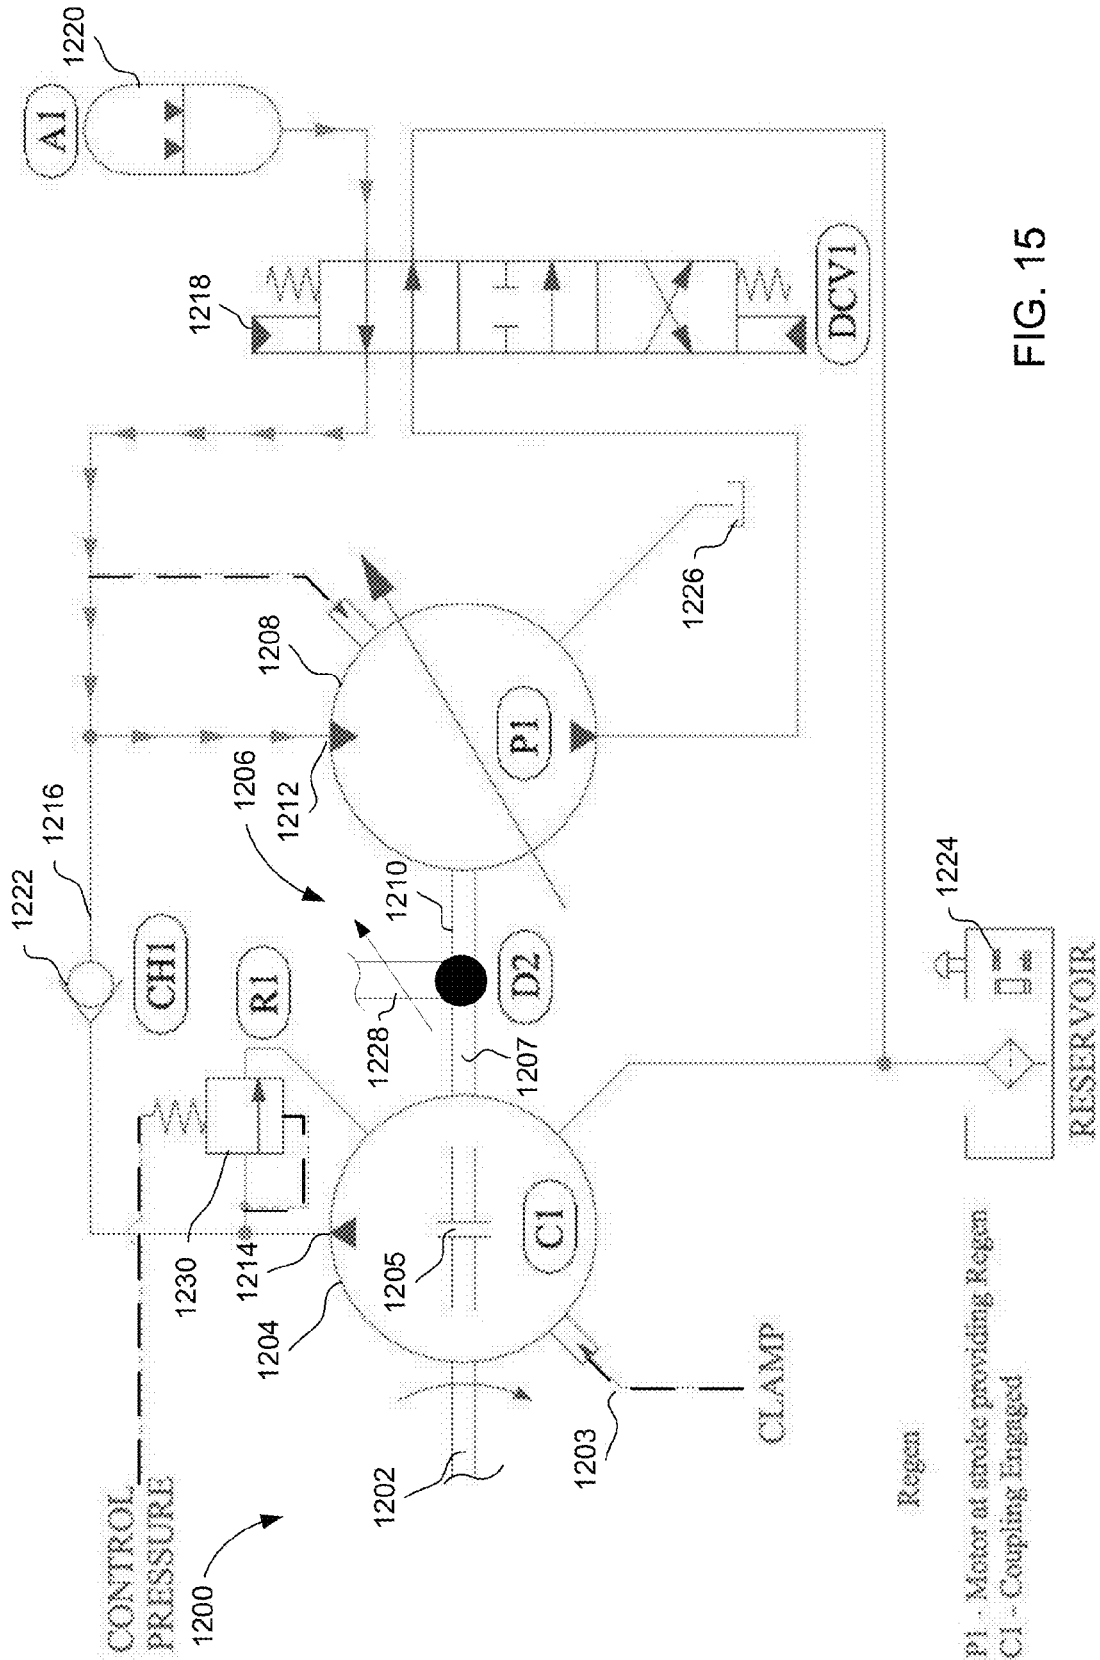 CONTROL
PRESSURE
1200
1230
1214
1204
1205
1202
1203
CLAMP
C1
R1
CH1
1222
1216
1206
1212
1228
1207
D2
1210
P1
1208
1226
1218
A1
1220
DCV1
1224
RESERVOIR
Regen
P1 - Motor at stroke providing Regen
C1 - Coupling Engaged
FIG. 15